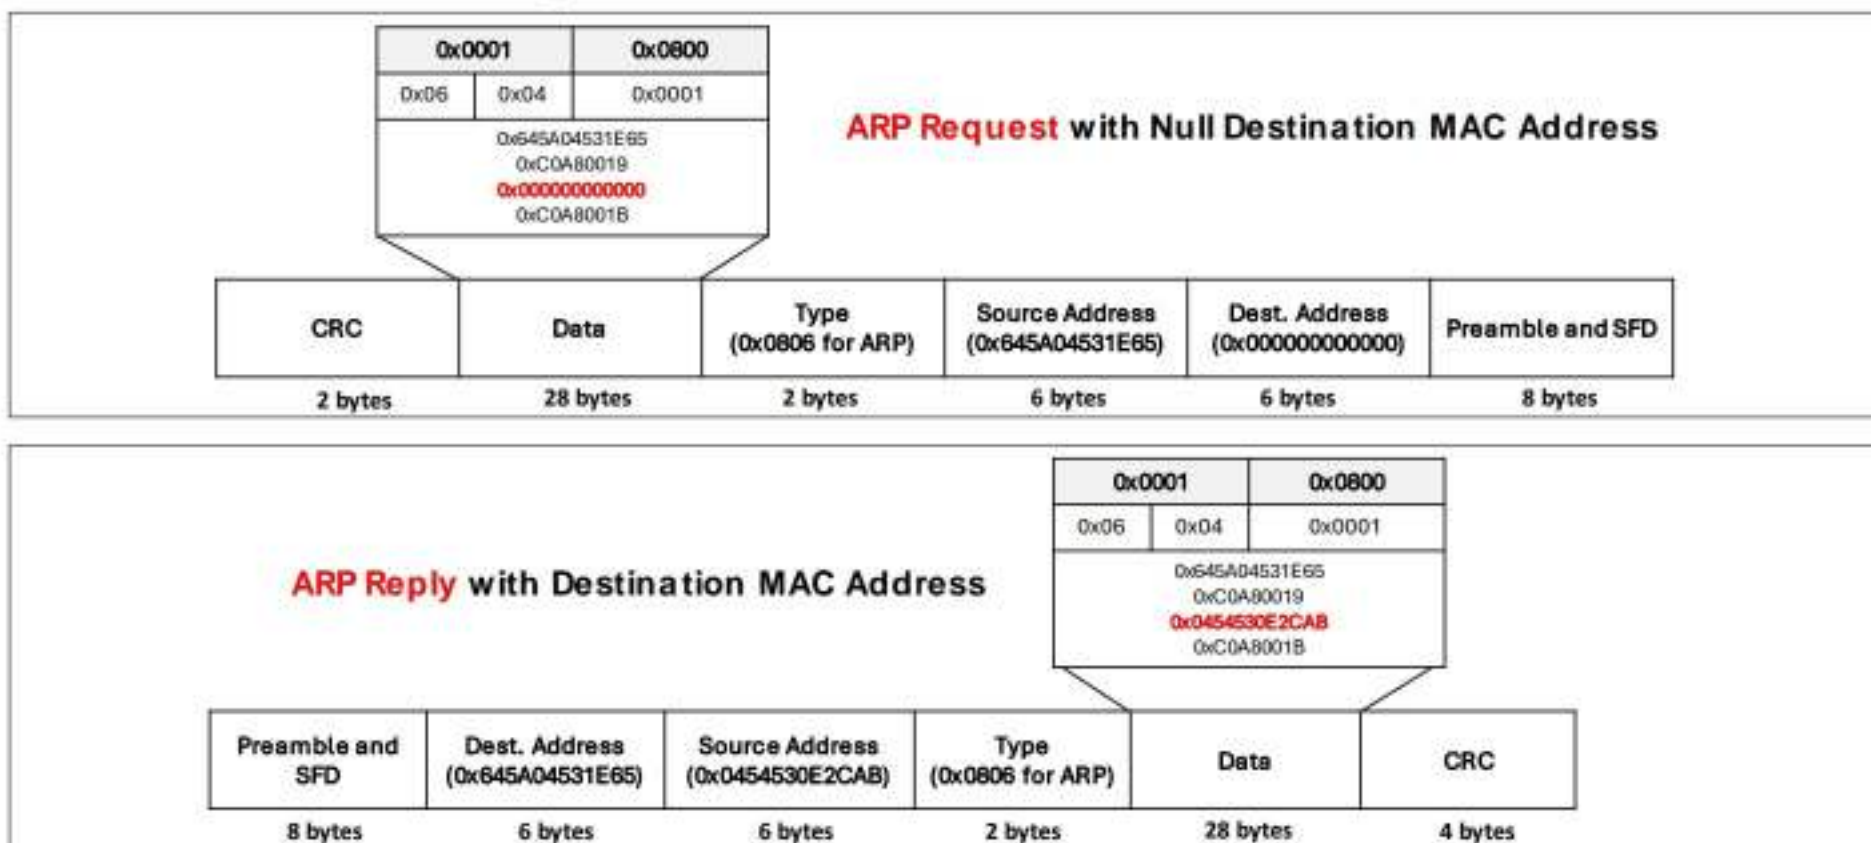 0x0001 0x0800
0x06 0x04 0x0001
0x645A04531E65
0xC0A80019
0x000000000000
0xC0A8001B
ARP Request with Null Destination MAC Address
CRC
Data
Type
(0x0806 for ARP)
Source Address
(0x645A04531E65)
Dest. Address
(0x000000000000)
Preamble and SFD
2 bytes 28 bytes 2 bytes 6 bytes 6 bytes 8 bytes
0x0001 0x0800
0x06 0x04 0x0001
0x645A04531E65
0xC0A80019
0x0454530E2CAB
0xC0A8001B
ARP Reply with Destination MAC Address
Preamble and
SFD
Dest. Address
(0x645A04531E65)
Source Address
(0x0454530E2CAB)
Type
(0x0806 for ARP)
Data
CRC
8 bytes 6 bytes 6 bytes 2 bytes 28 bytes 4 bytes